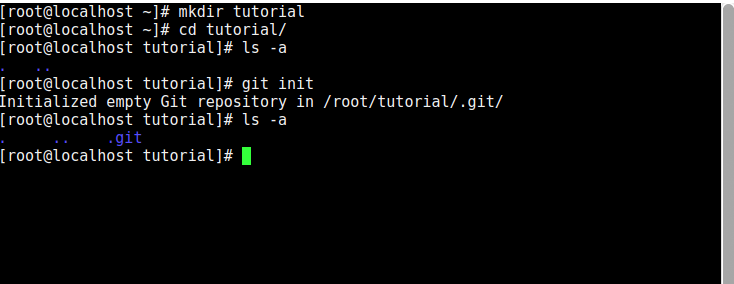 [root@localhost ~]# mkdir tutorial
[root@localhost ~]# cd tutorial/
[root@localhost tutorial]# ls -a
.   ..
[root@localhost tutorial]# git init
Initialized empty Git repository in /root/tutorial/.git/
[root@localhost tutorial]# ls -a
.     ..    .git
[root@localhost tutorial]#